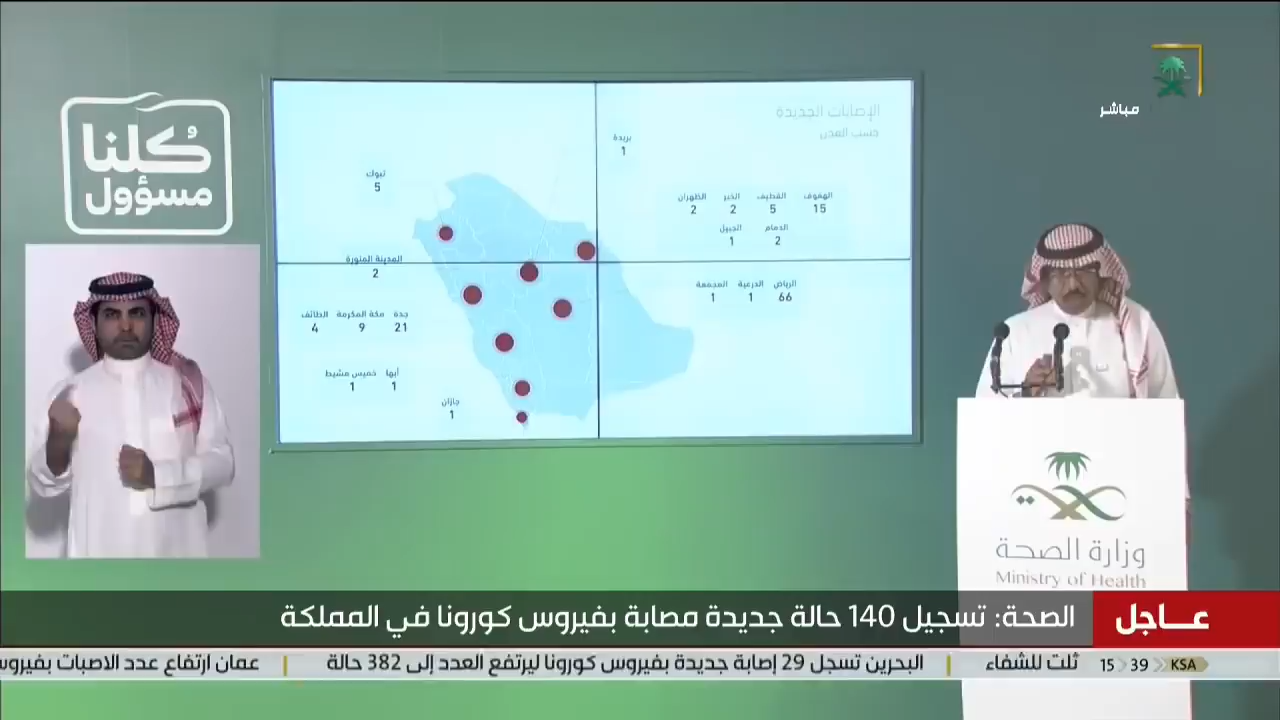 مباشر
كلنا
مسؤول
الإصابات الجديدة
حسب المدن
بريدة
1
تبوك
5
الهفوف القطيف الخبر الظهران
15 5 2 2
الدمام الجبيل
2 1
المدينة المنورة
2
الرياض الدرعية المجمعة
66 1 1
جدة مكة المكرمة الطائف
21 9 4
أبها خميس مشيط
1 1
جازان
1
وزارة الصحة
Ministry of Health
عـاجل
الصحة: تسجيل 140 حالة جديدة مصابة بفيروس كورونا في المملكة
KSA 15 39
ثلت للشفاء | البحرين تسجل 29 إصابة جديدة بفيروس كورونا ليرتفع العدد إلى 382 حالة | عمان ارتفاع عدد الاصبات بفيروس